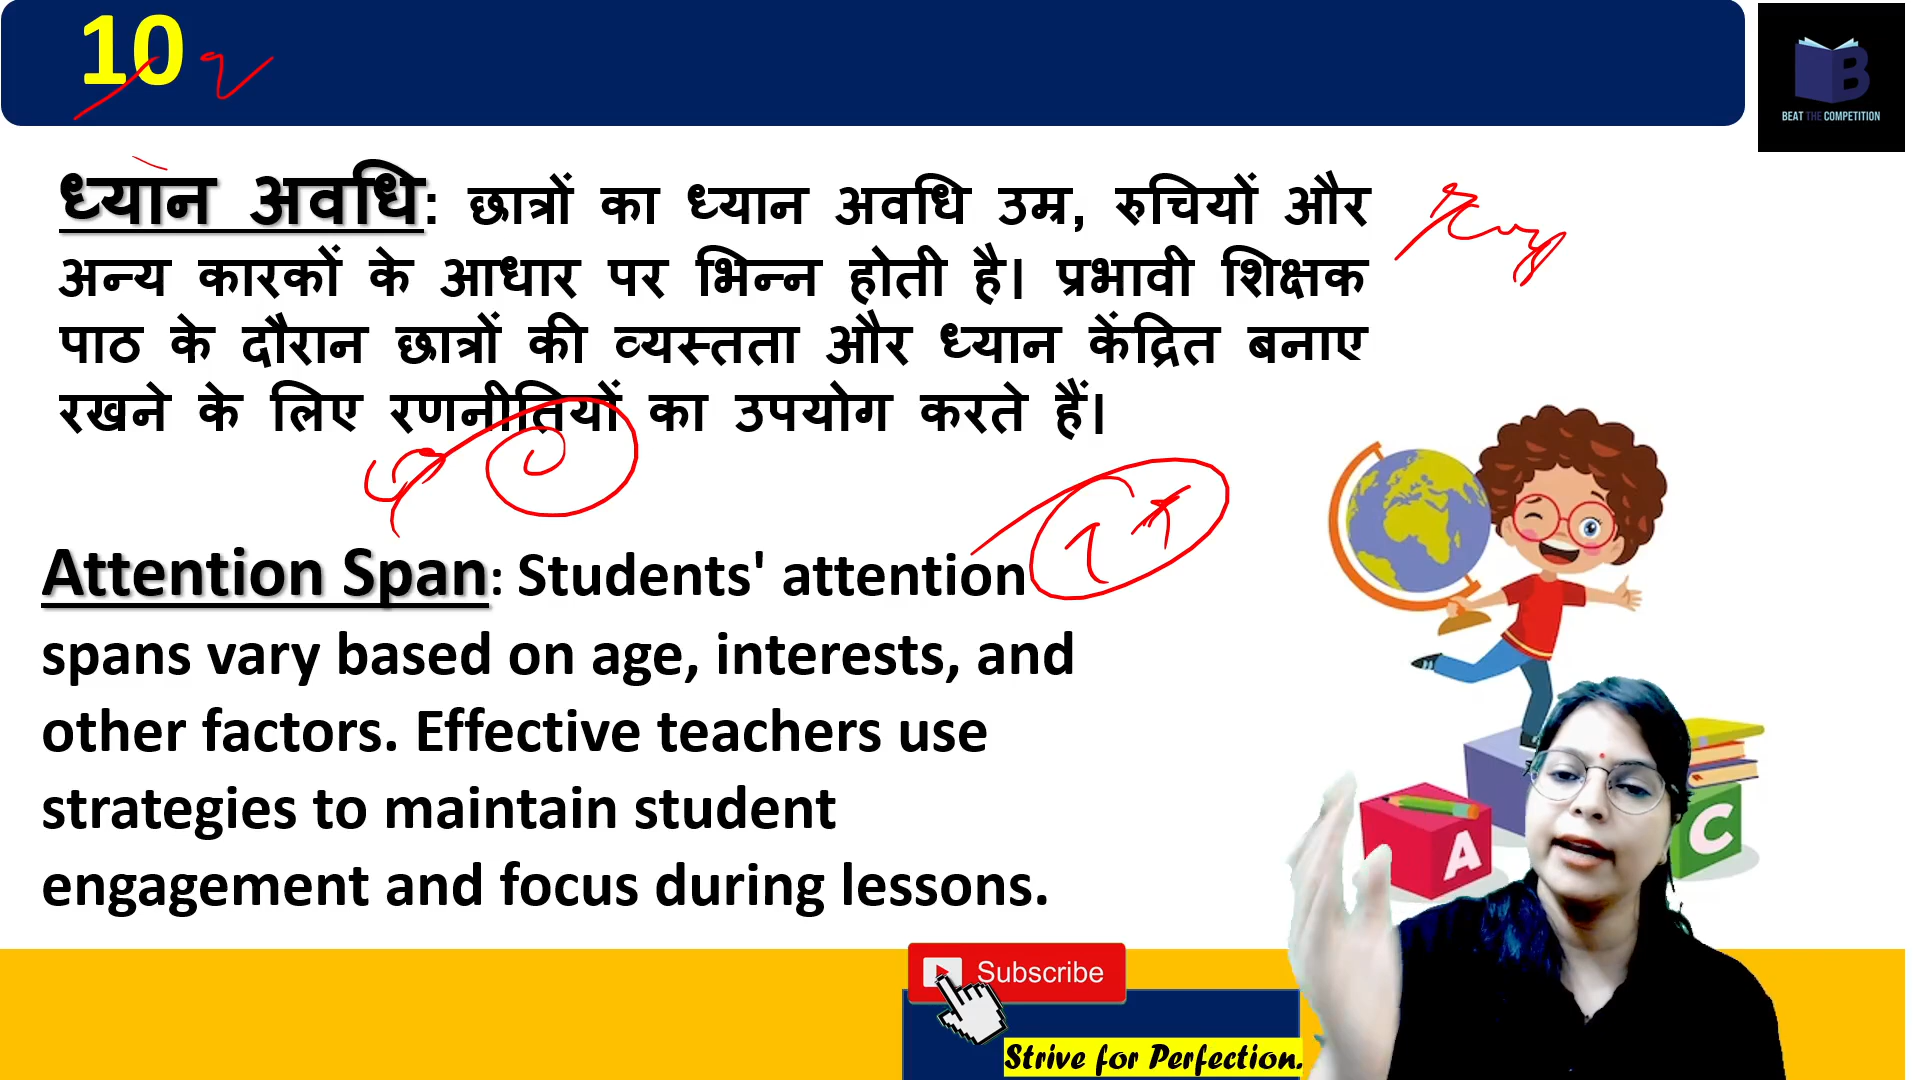 10
BEAT THE COMPETITION
ध्यान अवधि: छात्रों का ध्यान अवधि उम्र, रुचियों और
अन्य कारकों के आधार पर भिन्न होती है। प्रभावी शिक्षक
पाठ के दौरान छात्रों की व्यस्तता और ध्यान केंद्रित बनाए
रखने के लिए रणनीतियों का उपयोग करते हैं।
Attention Span: Students' attention
spans vary based on age, interests, and
other factors. Effective teachers use
strategies to maintain student
engagement and focus during lessons.
A
C
Subscribe
Strive for Perfection.